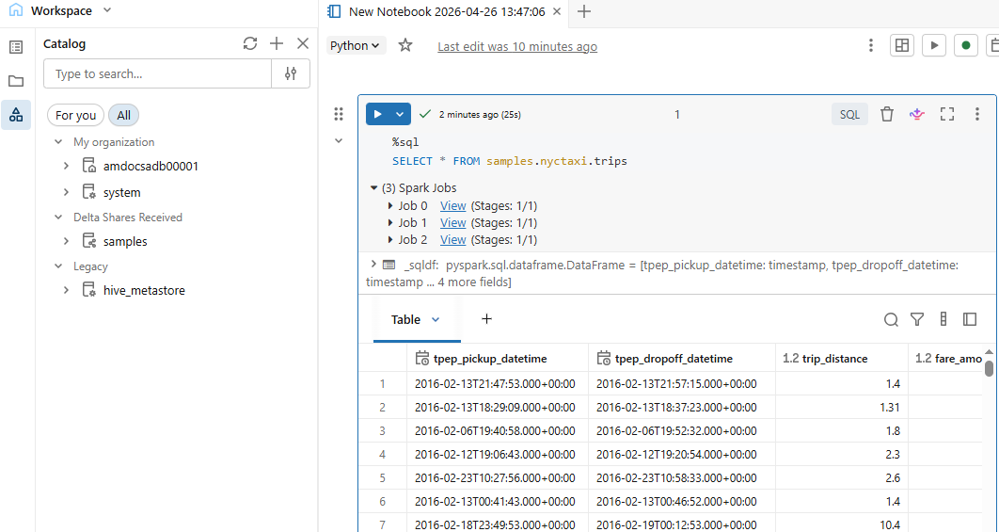 Workspace
New Notebook 2026-04-26 13:47:06
Catalog
Type to search...
For you
All
My organization
amdocsadb00001
system
Delta Shares Received
samples
Legacy
hive_metastore
Python
Last edit was 10 minutes ago
2 minutes ago (25s)
1
SQL
%sql
SELECT * FROM samples.nyctaxi.trips
(3) Spark Jobs
Job 0 View (Stages: 1/1)
Job 1 View (Stages: 1/1)
Job 2 View (Stages: 1/1)
_sqldf: pyspark.sql.dataframe.DataFrame = [tpep_pickup_datetime: timestamp, tpep_dropoff_datetime:
timestamp ... 4 more fields]
Table
tpep_pickup_datetime tpep_dropoff_datetime 1.2 trip_distance 1.2 fare_amo
1 2016-02-13T21:47:53.000+00:00 2016-02-13T21:57:15.000+00:00 1.4
2 2016-02-13T18:29:09.000+00:00 2016-02-13T18:37:23.000+00:00 1.31
3 2016-02-06T19:40:58.000+00:00 2016-02-06T19:52:32.000+00:00 1.8
4 2016-02-12T19:06:43.000+00:00 2016-02-12T19:20:54.000+00:00 2.3
5 2016-02-23T10:27:56.000+00:00 2016-02-23T10:58:33.000+00:00 2.6
6 2016-02-13T00:41:43.000+00:00 2016-02-13T00:46:52.000+00:00 1.4
7 2016-02-18T23:49:53.000+00:00 2016-02-19T00:12:53.000+00:00 10.4